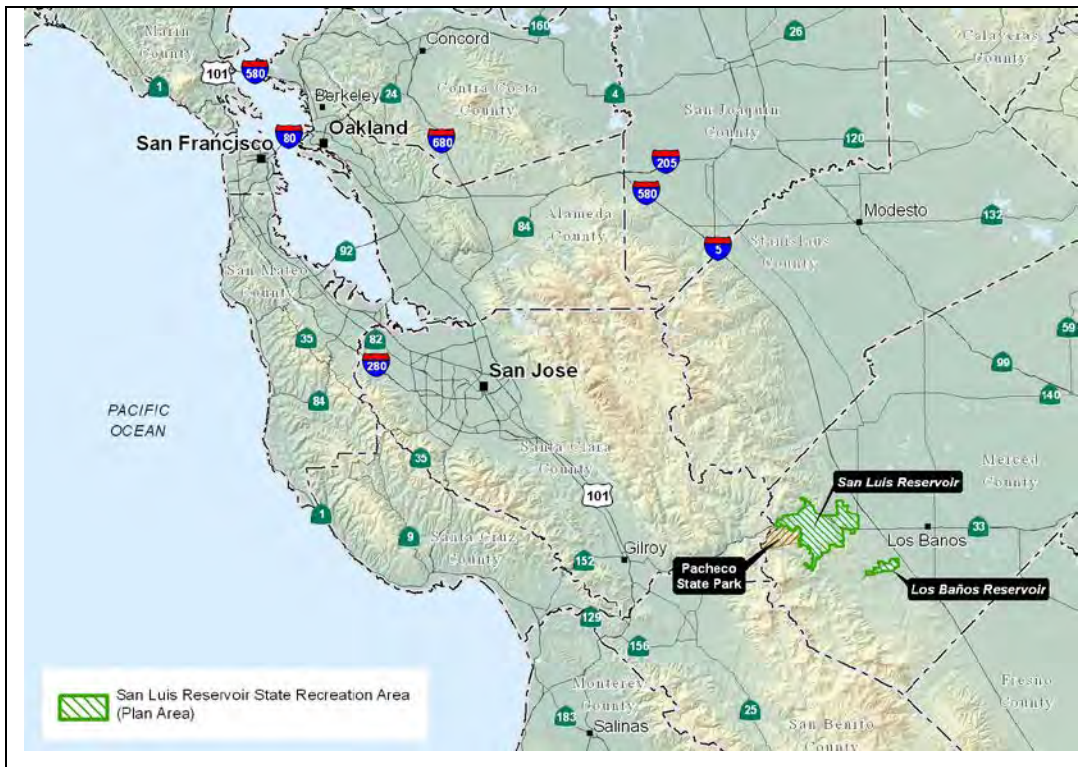 Marin
County
1
101
580
Concord
160
26
Calaveras
County
Berkeley
24
Contra Costa
County
4
San Joaquin
County
San Francisco
80
Oakland
680
205
580
120
84
Alameda
County
5
Stanislaus
County
Modesto
132
92
San Mateo
County
35
82
280
San Jose
59
99
140
84
PACIFIC
OCEAN
35
Santa Clara
County
101
1
9
Santa Cruz
County
152
Gilroy
San Luis Reservoir
Merced
County
33
Los Banos
Pacheco
State Park
Los Baños Reservoir
129
156
Monterey
County
183
Salinas
25
San Benito
County
Fresno
County
San Luis Reservoir State Recreation Area
(Plan Area)